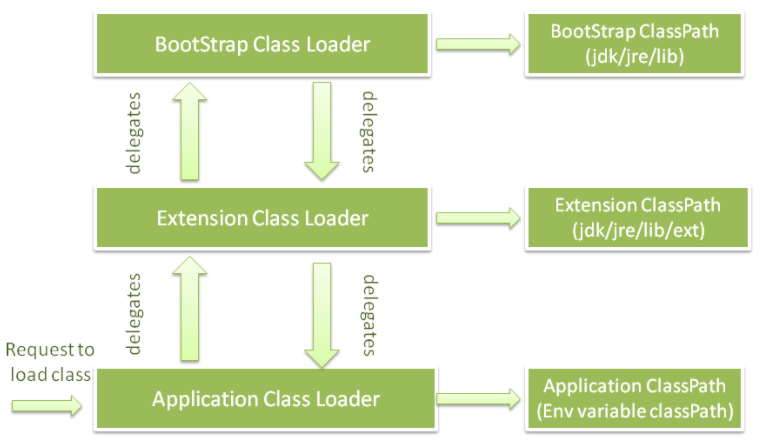 BootStrap Class Loader
BootStrap ClassPath
(jdk/jre/lib)
delegates
delegates
Extension Class Loader
Extension ClassPath
(jdk/jre/lib/ext)
delegates
delegates
Request to
load class
Application Class Loader
Application ClassPath
(Env variable classPath)